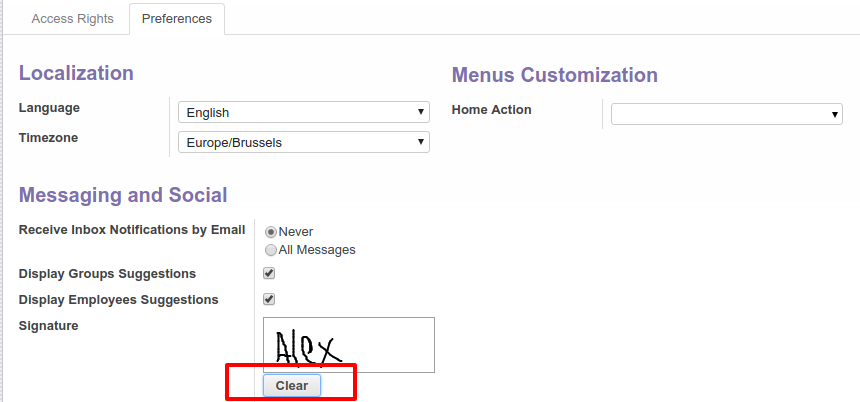 Access Rights Preferences
Localization
Language English
Timezone Europe/Brussels
Menus Customization
Home Action
Messaging and Social
Receive Inbox Notifications by Email Never
All Messages
Display Groups Suggestions
Display Employees Suggestions
Signature Alex
Clear